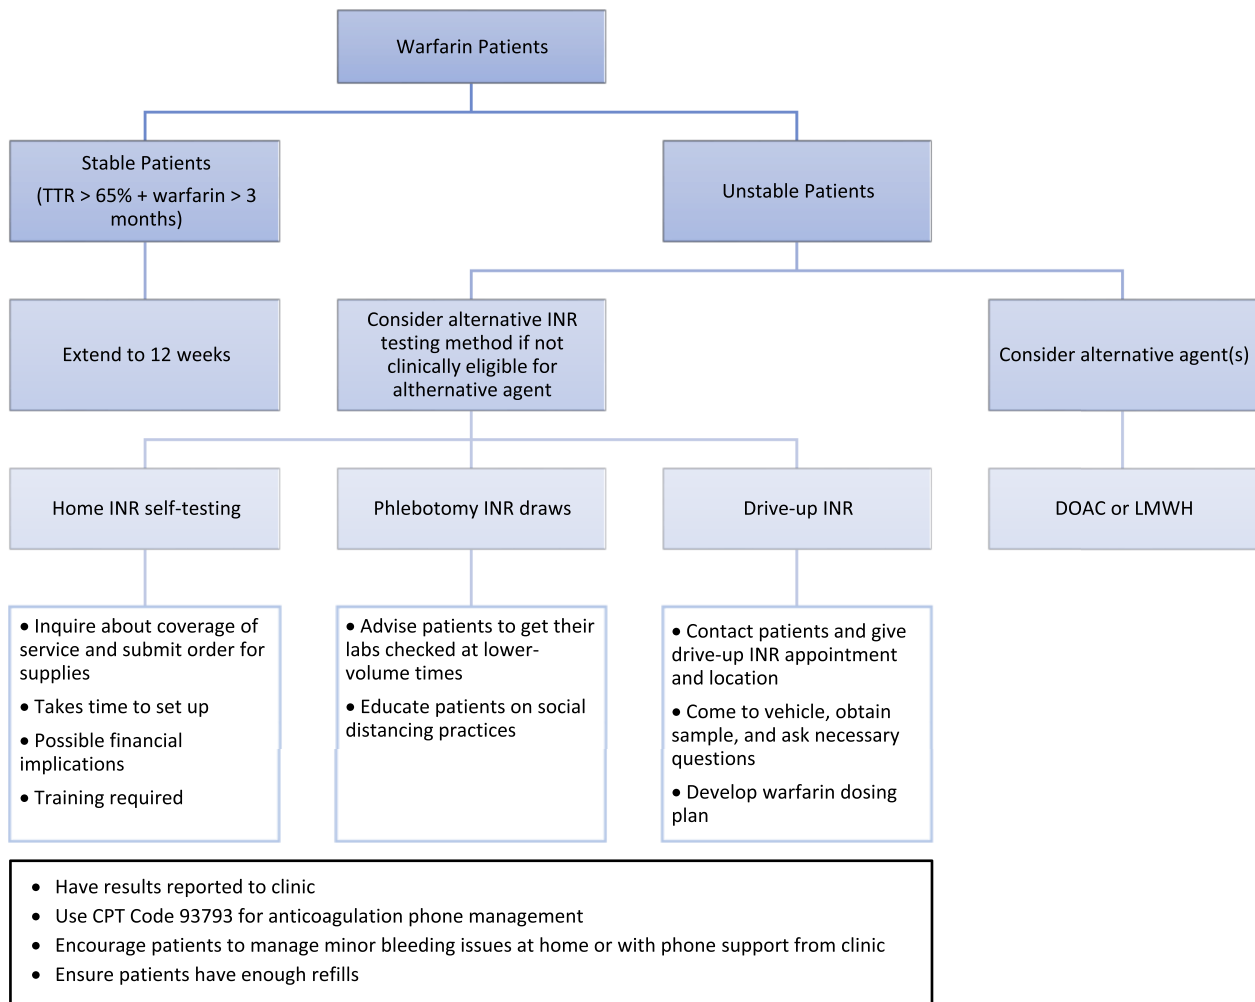 Warfarin Patients
Stable Patients
(TTR > 65% + warfarin > 3
months)
Unstable Patients
Extend to 12 weeks
Consider alternative INR
testing method if not
clinically eligible for
althernative agent
Consider alternative agent(s)
Home INR self-testing
Phlebotomy INR draws
Drive-up INR
DOAC or LMWH
• Inquire about coverage of
service and submit order for
supplies
• Takes time to set up
• Possible financial
implications
• Training required
• Advise patients to get their
labs checked at lower-
volume times
• Educate patients on social
distancing practices
• Contact patients and give
drive-up INR appointment
and location
• Come to vehicle, obtain
sample, and ask necessary
questions
• Develop warfarin dosing
plan
• Have results reported to clinic
• Use CPT Code 93793 for anticoagulation phone management
• Encourage patients to manage minor bleeding issues at home or with phone support from clinic
• Ensure patients have enough refills